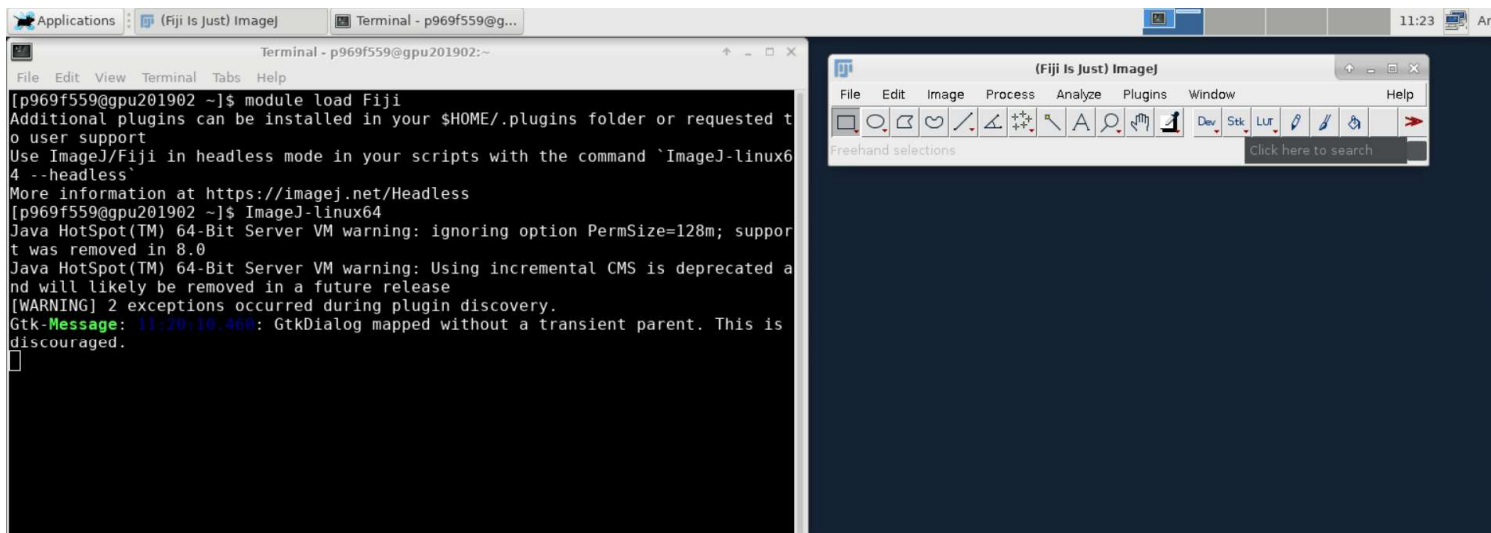 Applications
(Fiji Is Just) ImageJ
Terminal - p969f559@g...
11:23
Ar
Terminal - p969f559@gpu201902:~
File Edit View Terminal Tabs Help
[p969f559@gpu201902 ~]$ module load Fiji
Additional plugins can be installed in your $HOME/.plugins folder or requested t
o user support
Use ImageJ/Fiji in headless mode in your scripts with the command `ImageJ-linux6
4 --headless`
More information at https://imagej.net/Headless
[p969f559@gpu201902 ~]$ ImageJ-linux64
Java HotSpot(TM) 64-Bit Server VM warning: ignoring option PermSize=128m; suppor
t was removed in 8.0
Java HotSpot(TM) 64-Bit Server VM warning: Using incremental CMS is deprecated a
nd will likely be removed in a future release
[WARNING] 2 exceptions occurred during plugin discovery.
Gtk-Message: 11:20:10.460: GtkDialog mapped without a transient parent. This is
discouraged.
(Fiji Is Just) ImageJ
File Edit Image Process Analyze Plugins Window Help
A Dev Stk LUT
Freehand selections
Click here to search